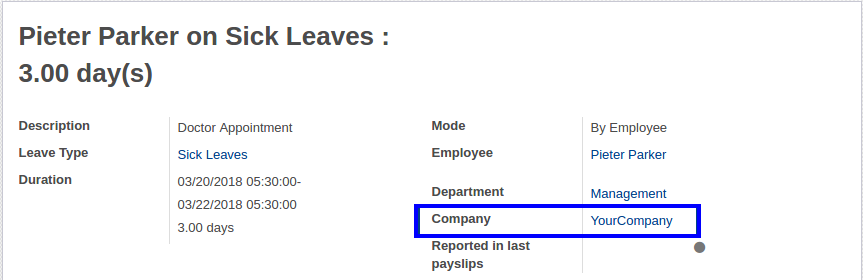 Pieter Parker on Sick Leaves :
3.00 day(s)
Description
Doctor Appointment
Leave Type
Sick Leaves
Duration
03/20/2018 05:30:00-
03/22/2018 05:30:00
3.00 days
Mode
By Employee
Employee
Pieter Parker
Department
Management
Company
YourCompany
Reported in last
payslips